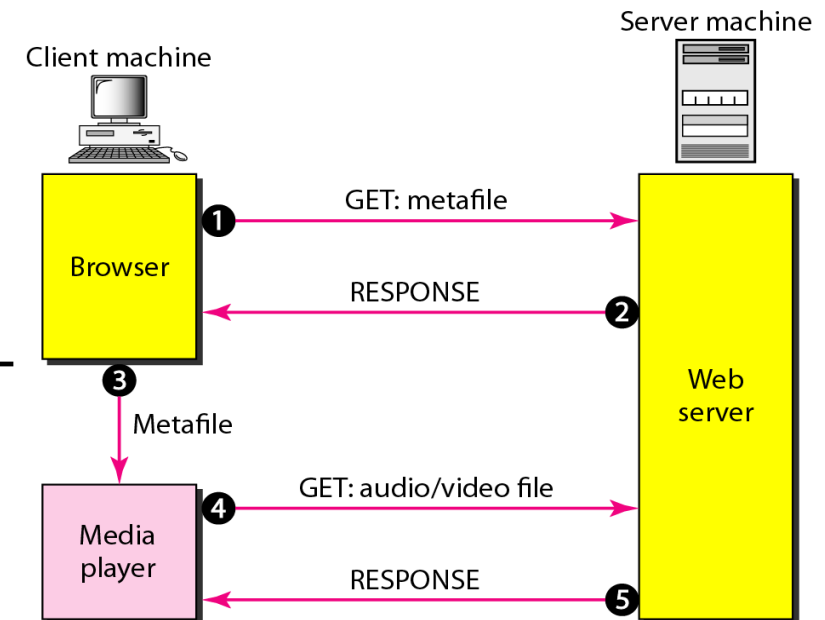 Server machine
Client machine
1
GET: metafile
Browser
RESPONSE
2
3
Web
server
Metafile
GET: audio/video file
4
Media
player
RESPONSE
5